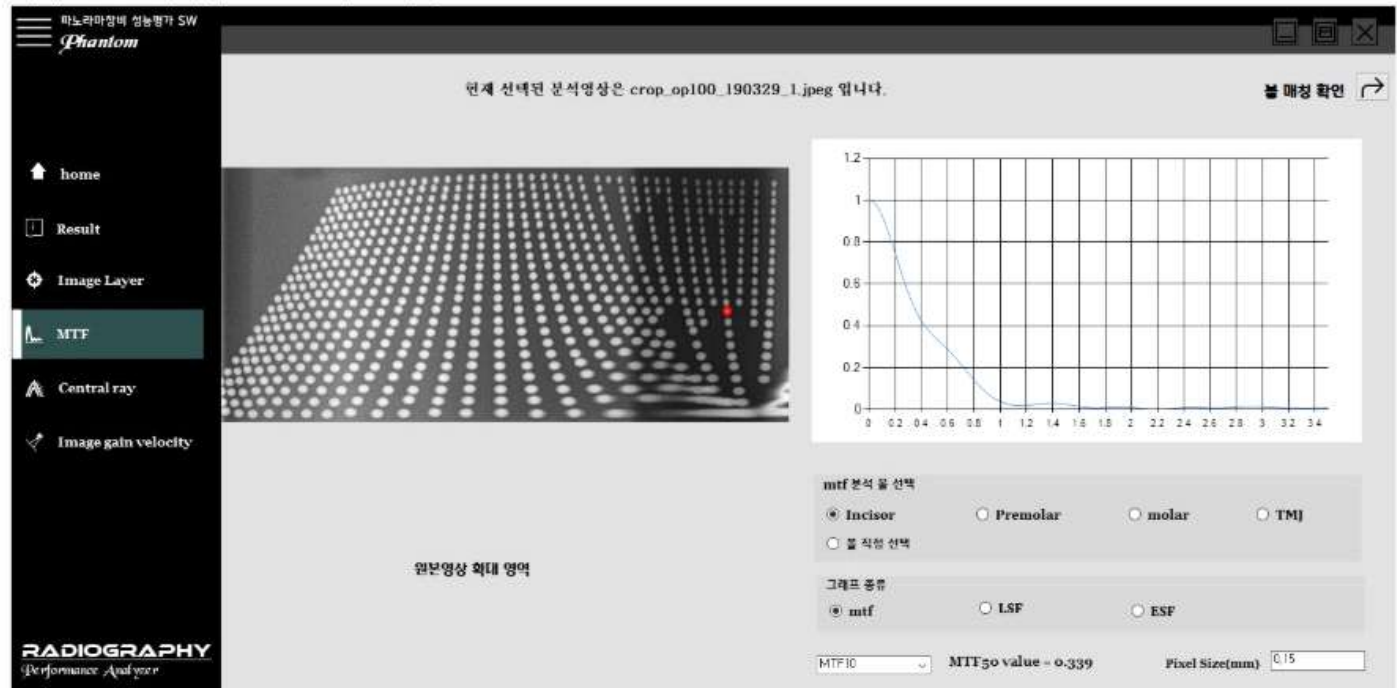 파노라마장비 성능평가 SW
Phantom
현재 선택된 분석영상은 crop_op100_190329_1.jpeg 입니다.
볼 매칭 확인
home
Result
Image Layer
MTF
Central ray
Image gain velocity
RADIOGRAPHY
Performance Analyzer
원본영상 확대 영역
1.2
1
0.8
0.6
0.4
0.2
0
0 0.2 0.4 0.6 0.8 1 1.2 1.4 1.6 1.8 2 2.2 2.4 2.6 2.8 3 3.2 3.4
mtf 분석 볼 선택
Incisor Premolar molar TMJ
볼 직접 선택
그래프 종류
mtf LSF ESF
MTF10 MTF50 value = 0.339 Pixel Size(mm) 0.15